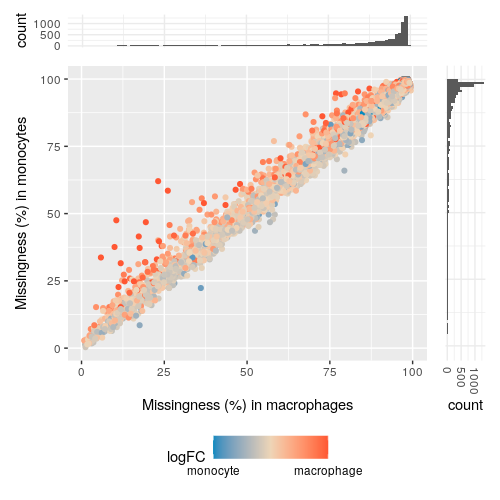 count
1000
500
0
Missingness (%) in monocytes
100
75
50
25
0
0 25 50 75 100
Missingness (%) in macrophages
0 500 1000
count
logFC
monocyte macrophage